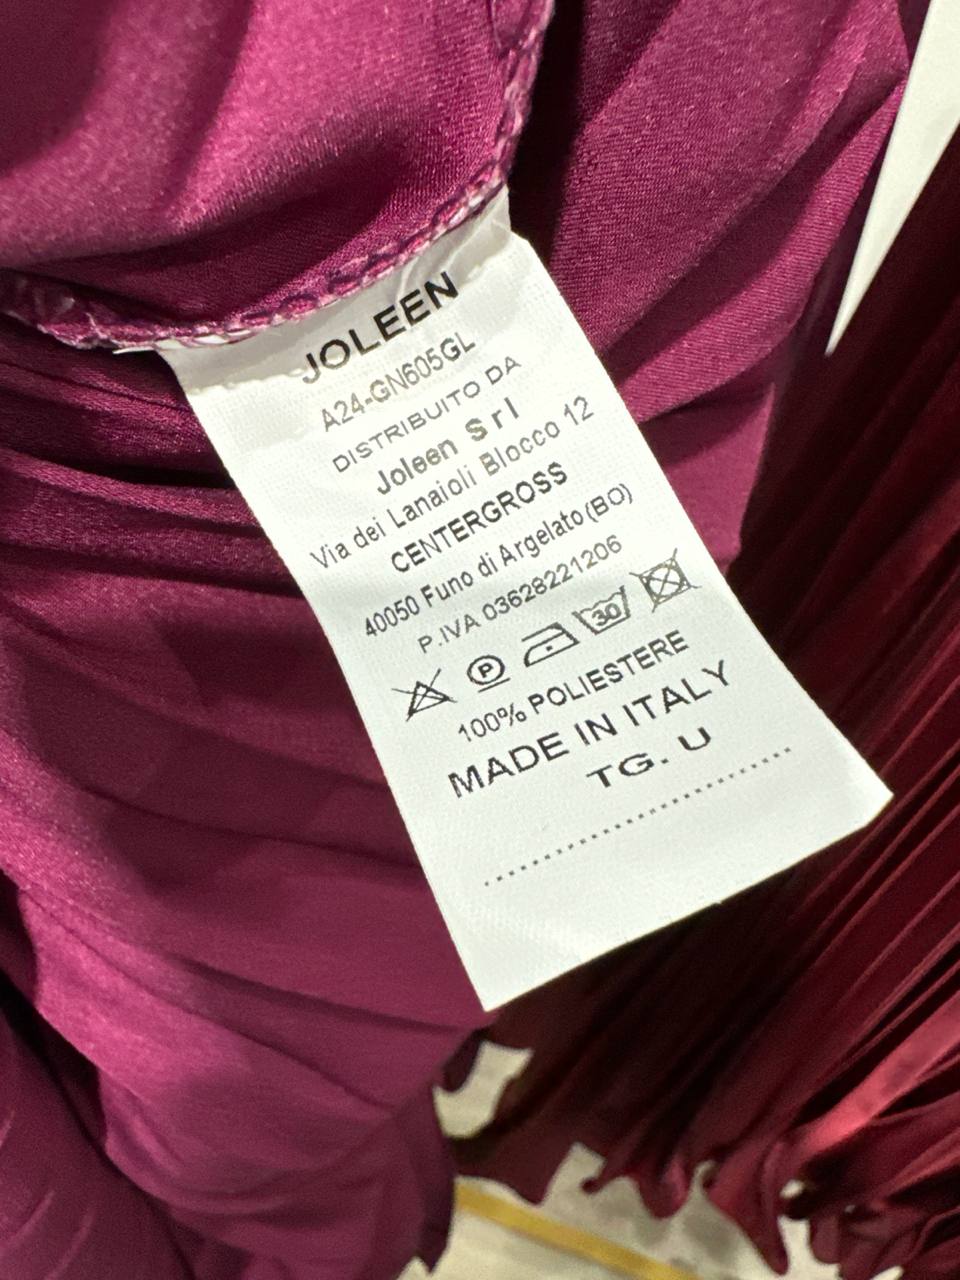 JOLEEN
A24-GN605GL
DISTRIBUITO DA
Joleen Srl
Via dei Lanaioli Blocco 12
CENTERGROSS
40050 Funo di Argelato (BO)
P.IVA 03628221206
P 30
100% POLIESTERE
MADE IN ITALY
TG. U